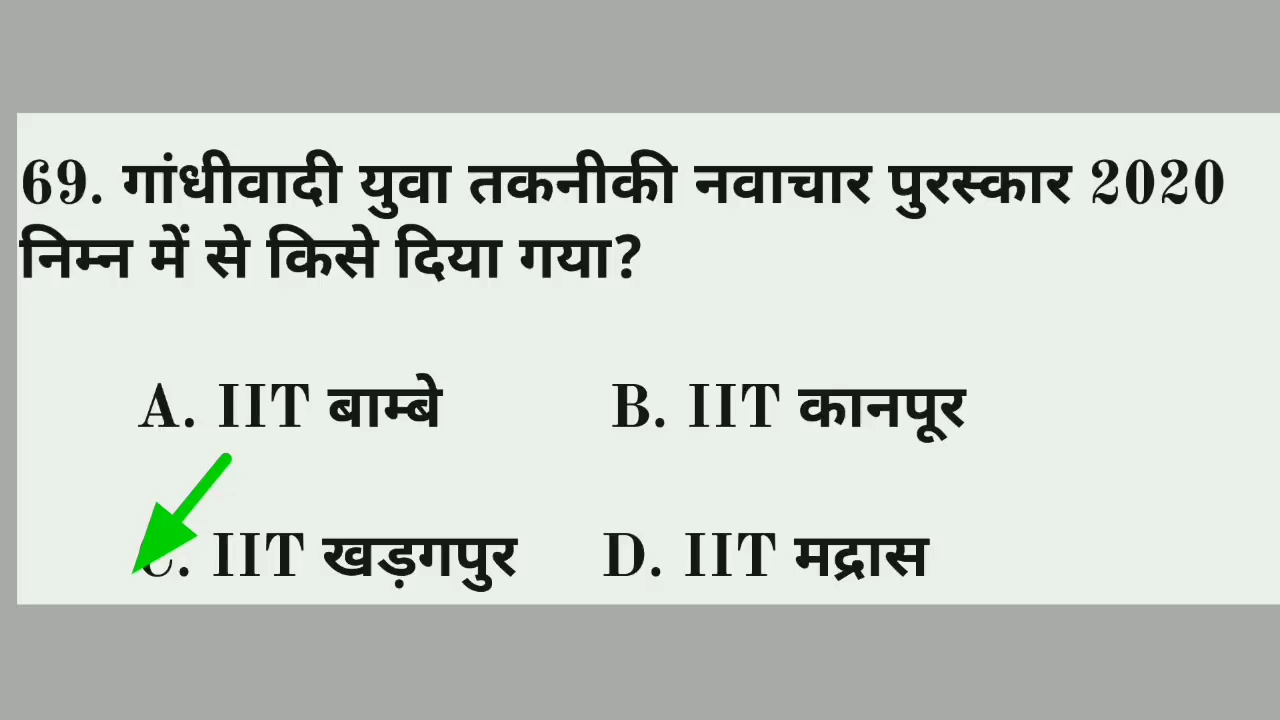 69. गांधीवादी युवा तकनीकी नवाचार पुरस्कार 2020
निम्न में से किसे दिया गया?
A. IIT बाम्बे B. IIT कानपूर
C. IIT खड़गपुर D. IIT मद्रास